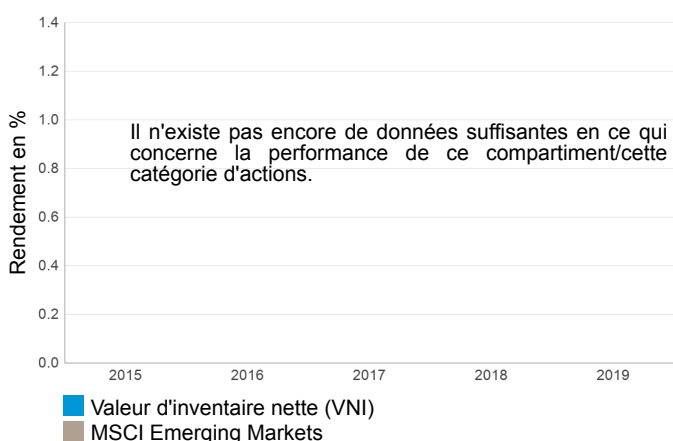 1.4
1.2
1.0
0.8
0.6
0.4
0.2
0.0
Rendement en %
Il n'existe pas encore de données suffisantes en ce qui
concerne la performance de ce compartiment/cette
catégorie d'actions.
2015 2016 2017 2018 2019
Valeur d'inventaire nette (VNI)
MSCI Emerging Markets